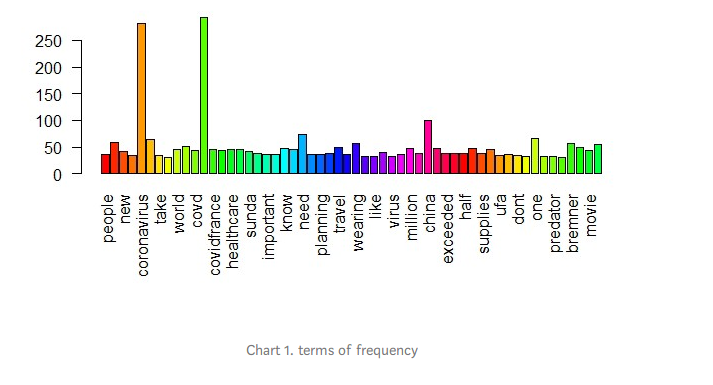 250
200
150
100
50
0
people
new
coronavirus
take
world
covd
covidfrance
healthcare
sunda
important
know
need
planning
travel
wearing
like
virus
million
china
exceeded
half
supplies
ufa
dont
one
predator
bremner
movie
Chart 1. terms of frequency